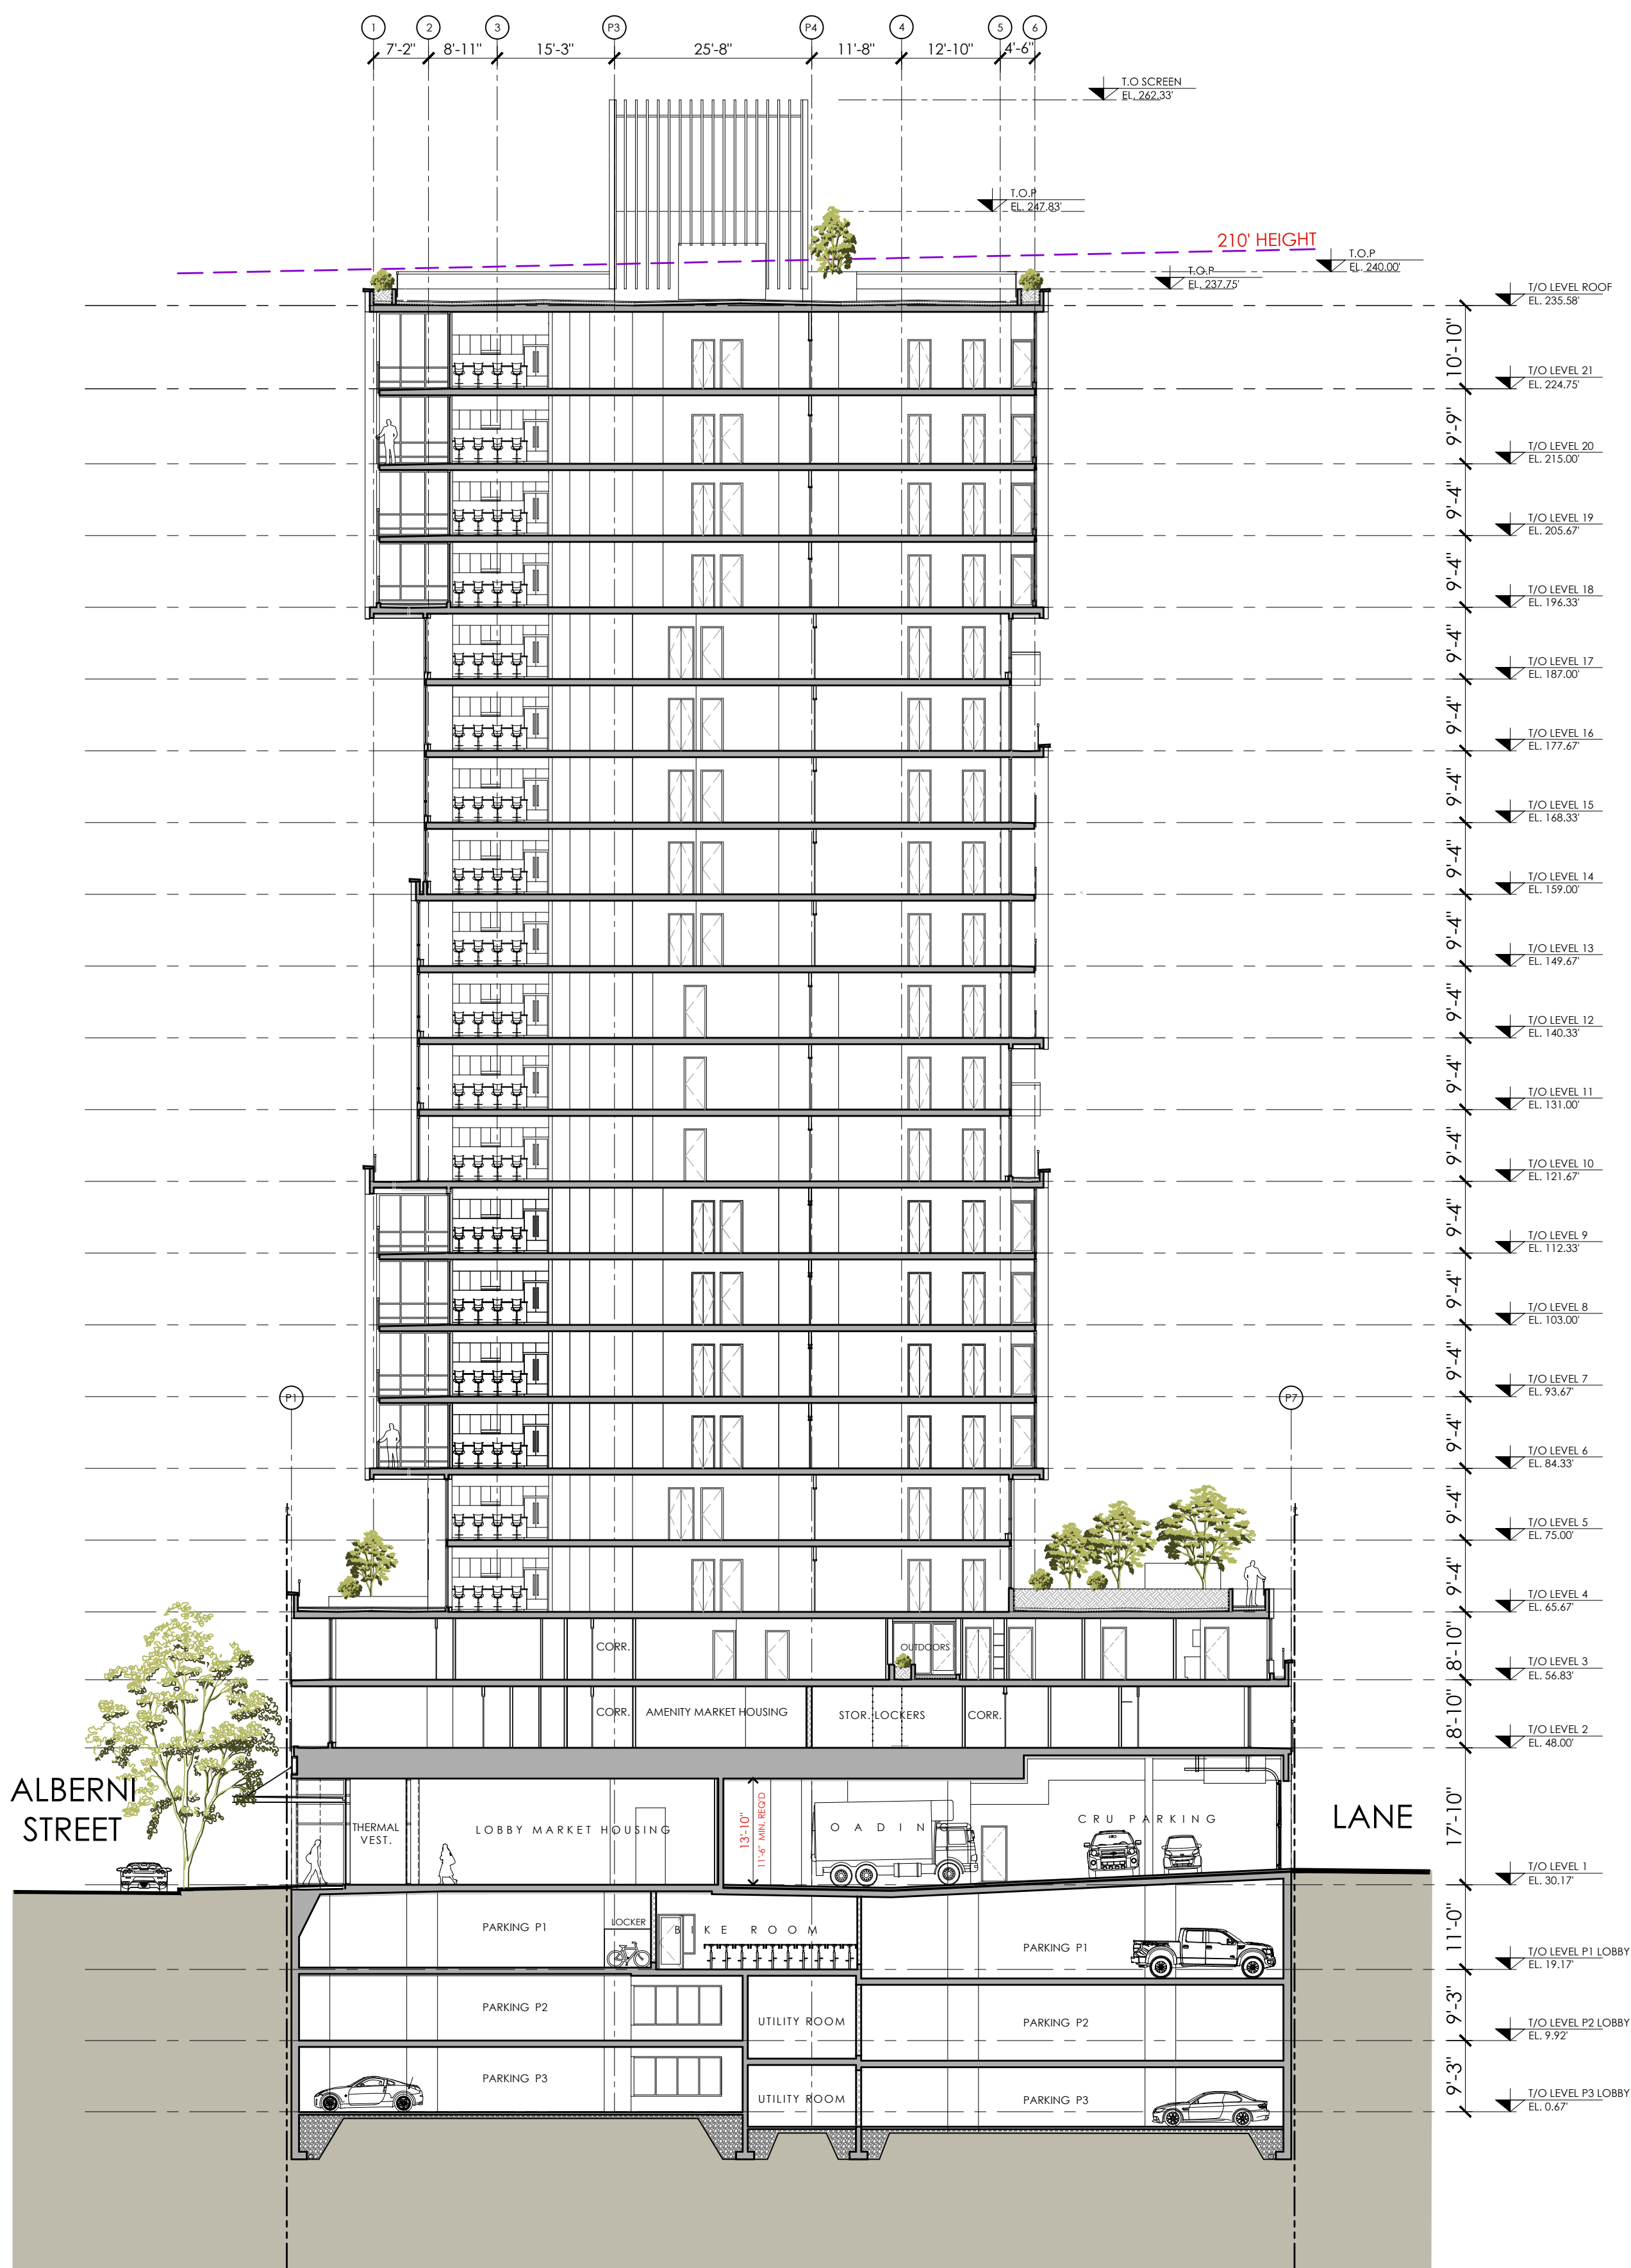 1 2 3 P3 P4 4 5 6
7'-2" 8'-11" 15'-3" 25'-8" 11'-8" 12'-10" 4'-6"
T.O SCREEN
EL. 262.33'
T.O.P
EL. 247.83'
210' HEIGHT
T.O.P
EL. 240.00'
T.O.P
EL. 237.75'
T/O LEVEL ROOF
EL. 235.58'
10'-10"
T/O LEVEL 21
EL. 224.75'
9'-9"
T/O LEVEL 20
EL. 215.00'
9'-4"
T/O LEVEL 19
EL. 205.67'
9'-4"
T/O LEVEL 18
EL. 196.33'
9'-4"
T/O LEVEL 17
EL. 187.00'
9'-4"
T/O LEVEL 16
EL. 177.67'
9'-4"
T/O LEVEL 15
EL. 168.33'
9'-4"
T/O LEVEL 14
EL. 159.00'
9'-4"
T/O LEVEL 13
EL. 149.67'
9'-4"
T/O LEVEL 12
EL. 140.33'
9'-4"
T/O LEVEL 11
EL. 131.00'
9'-4"
T/O LEVEL 10
EL. 121.67'
9'-4"
T/O LEVEL 9
EL. 112.33'
9'-4"
T/O LEVEL 8
EL. 103.00'
9'-4"
T/O LEVEL 7
EL. 93.67'
P1 P7
9'-4"
T/O LEVEL 6
EL. 84.33'
9'-4"
T/O LEVEL 5
EL. 75.00'
9'-4"
T/O LEVEL 4
EL. 65.67'
CORR. OUTDOORS
8'-10"
T/O LEVEL 3
EL. 56.83'
CORR. AMENITY MARKET HOUSING STOR. LOCKERS CORR.
8'-10"
T/O LEVEL 2
EL. 48.00'
ALBERNI
STREET
THERMAL
VEST.
LOBBY MARKET HOUSING
13'-10"
11'-6" MIN. REQ'D
OADING
CRU PARKING
LANE
17'-10"
T/O LEVEL 1
EL. 30.17'
PARKING P1
LOCKER
BIKE ROOM
PARKING P1
11'-0"
T/O LEVEL P1 LOBBY
EL. 19.17'
PARKING P2
UTILITY ROOM
PARKING P2
9'-3"
T/O LEVEL P2 LOBBY
EL. 9.92'
PARKING P3
UTILITY ROOM
PARKING P3
9'-3"
T/O LEVEL P3 LOBBY
EL. 0.67'